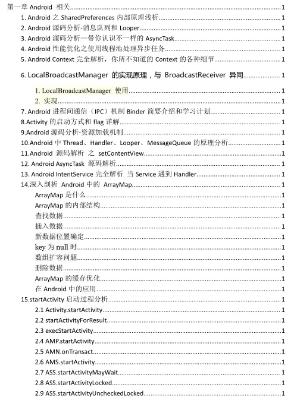 第一章 Android 相关........1
1. Android 之 SharedPreferences 内部原理浅析........1
2. Android 源码分析-消息队列和 Looper........1
3. Android 源码分析—带你认识不一样的 AsyncTask........1
4. Android 性能优化之使用线程池处理异步任务........1
5. Android Context 完全解析，你所不知道的 Context 的各种细节........1
6. LocalBroadcastManager 的实现原理，与 BroadcastReceiver 异同........1
1. LocalBroadcastManager 使用........1
2. 实现........1
7. Android 进程间通信（IPC）机制 Binder 简要介绍和学习计划........1
8. Activity 的启动方式和 flag 详解........1
9. Android 源码分析-资源加载机制........1
10. Android 中 Thread、Handler、Looper、MessageQueue 的原理分析........1
11. Android 源码解析 之 setContentView........1
12. Android AsyncTask 源码解析........1
13. Android IntentService 完全解析 当 Service 遇到 Handler........1
14. 深入剖析 Android 中的 ArrayMap........1
ArrayMap 是什么........1
ArrayMap 的内部结构........1
查找数据........1
插入数据........1
新数据位置确定........1
key 为 null 时........1
数组扩容问题........1
删除数据........1
ArrayMap 的缓存优化........1
在 Android 中的应用........1
15. startActivity 启动过程分析........1
2.1 Activity.startActivity........1
2.2 startActivityForResult........1
2.3 execStartActivity........1
2.4 AMP.startActivity........1
2.5 AMN.onTransact........1
2.6 AMS.startActivity........1
2.7 ASS.startActivityMayWait........1
2.8 ASS.startActivityLocked........1
2.9 ASS.startActivityUncheckedLocked........1